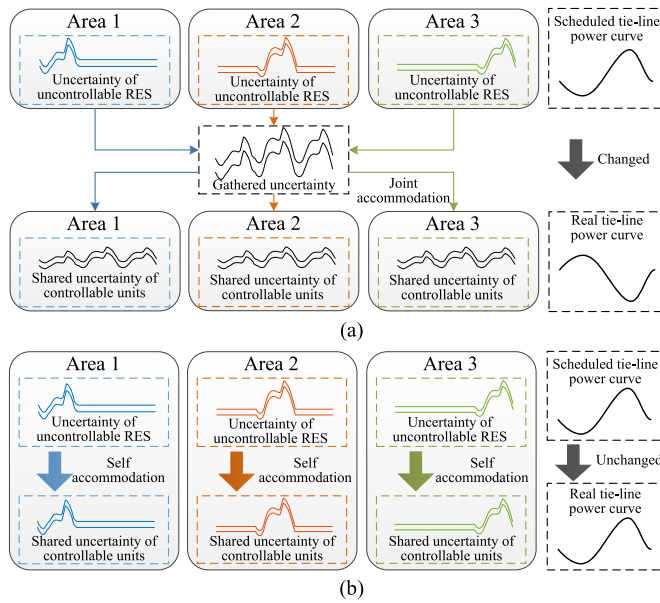 Area 1
Uncertainty of
uncontrollable RES
Area 2
Uncertainty of
uncontrollable RES
Area 3
Uncertainty of
uncontrollable RES
Scheduled tie-line
power curve
Gathered uncertainty
Joint
accommodation
Changed
Area 1
Shared uncertainty of
controllable units
Area 2
Shared uncertainty of
controllable units
Area 3
Shared uncertainty of
controllable units
Real tie-line
power curve
(a)
Area 1
Uncertainty of
uncontrollable RES
Self
accommodation
Shared uncertainty of
controllable units
Area 2
Uncertainty of
uncontrollable RES
Self
accommodation
Shared uncertainty of
controllable units
Area 3
Uncertainty of
uncontrollable RES
Self
accommodation
Shared uncertainty of
controllable units
Scheduled tie-line
power curve
Unchanged
Real tie-line
power curve
(b)